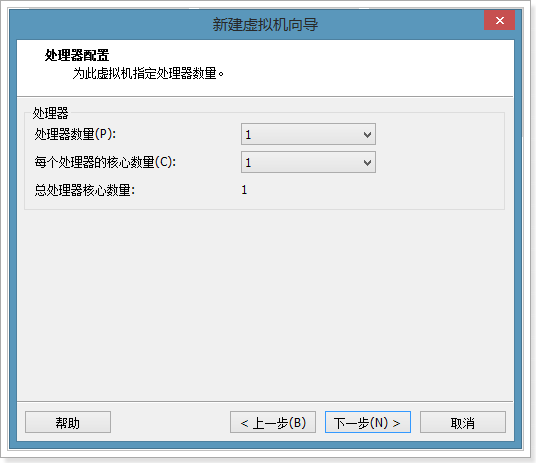 新建虚拟机向导
处理器配置
为此虚拟机指定处理器数量。
处理器
处理器数量(P): 1
每个处理器的核心数量(C): 1
总处理器核心数量: 1
帮助 < 上一步(B) 下一步(N) > 取消